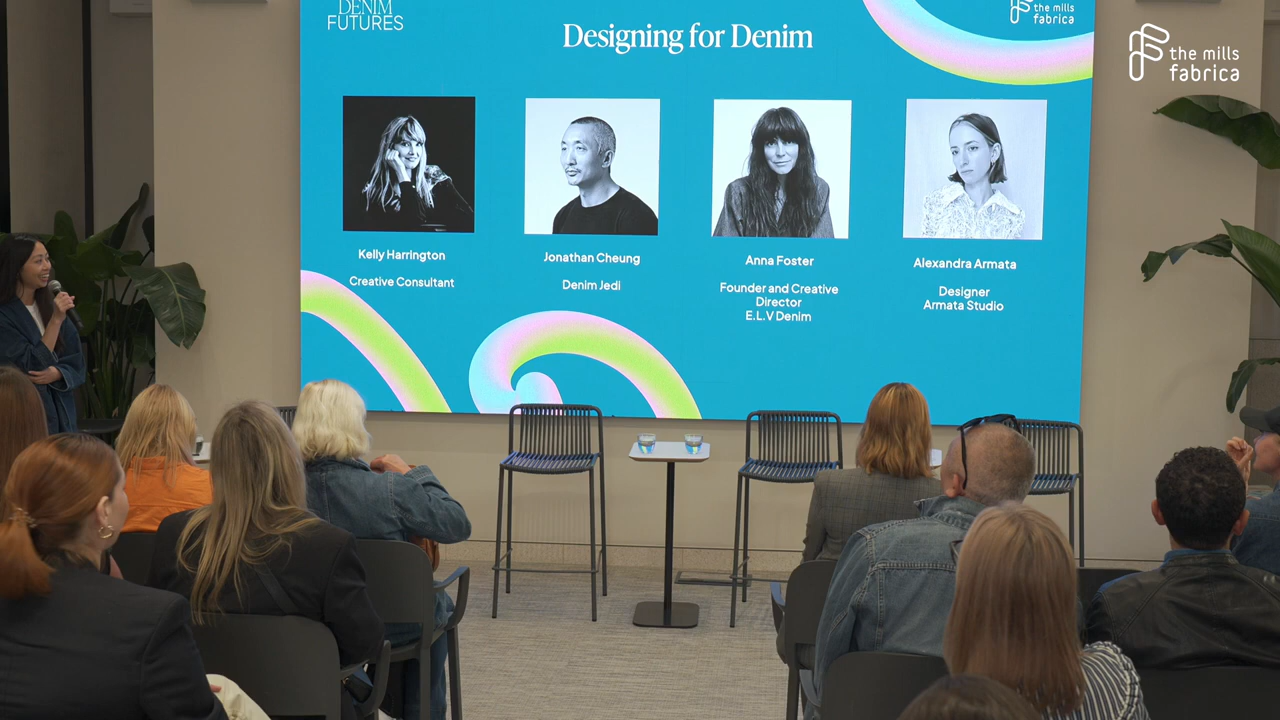 DENIM
FUTURES
Designing for Denim
the mills
fabrica
the mills
fabrica
Kelly Harrington
Creative Consultant
Jonathan Cheung
Denim Jedi
Anna Foster
Founder and Creative
Director
E.L.V Denim
Alexandra Armata
Designer
Armata Studio